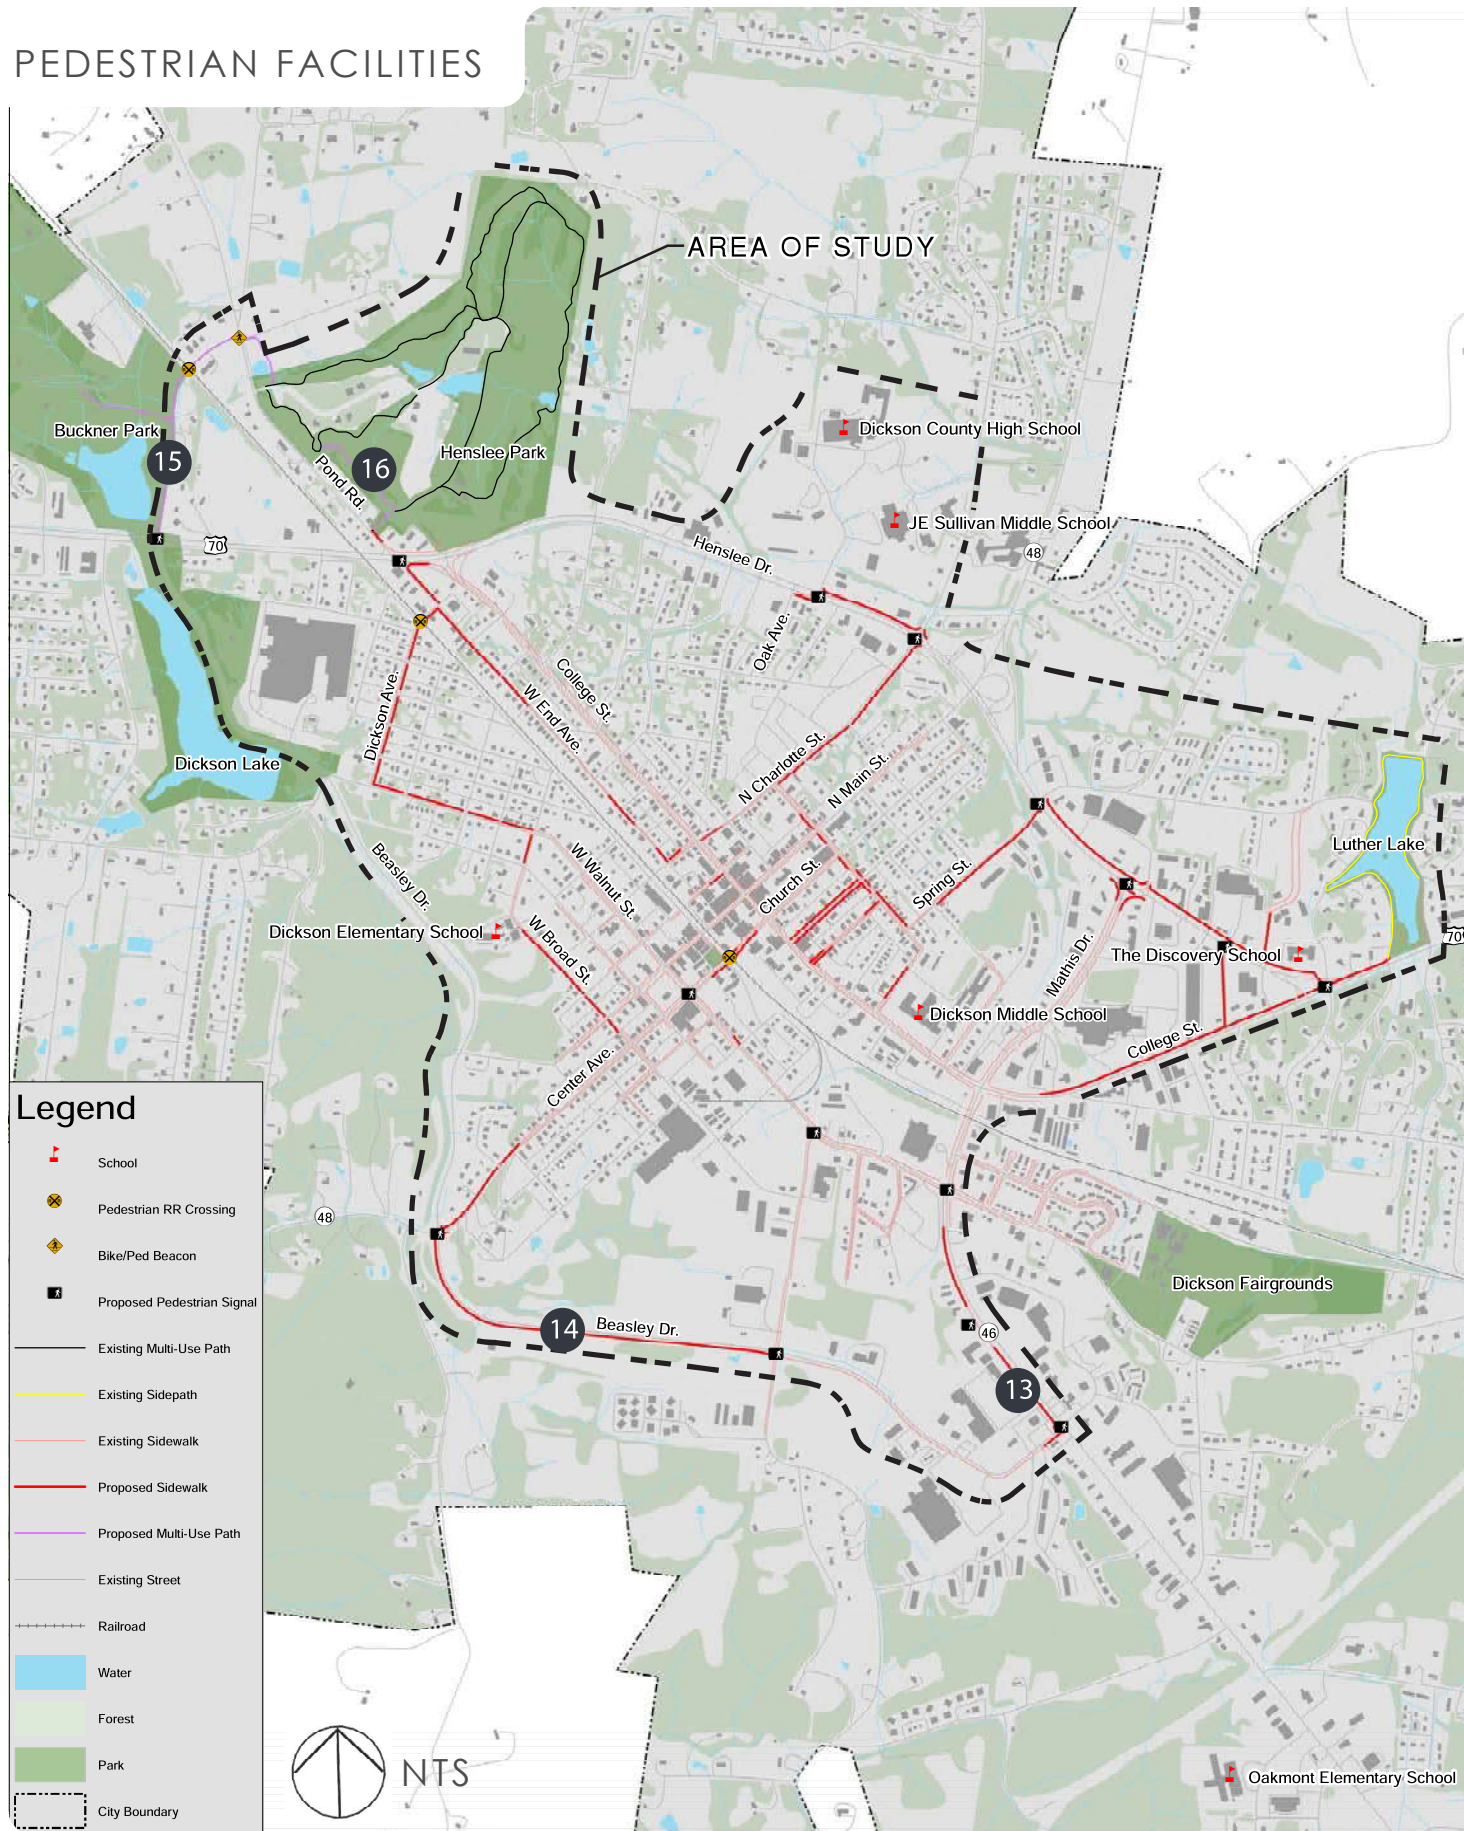 PEDESTRIAN FACILITIES
AREA OF STUDY
Buckner Park
15
16
Henslee Park
Pond Rd.
70
Dickson County High School
JE Sullivan Middle School
48
Henslee Dr.
Oak Ave.
College St.
W End Ave.
Dickson Ave.
Dickson Lake
N Charlotte St.
N Main St.
Luther Lake
Beasley Dr.
W Walnut St.
Church St.
Spring St.
Dickson Elementary School
W Broad St.
70
The Discovery School
Mathis Dr.
Dickson Middle School
College St.
Center Ave.
48
Dickson Fairgrounds
14
Beasley Dr.
46
13
Legend
School
Pedestrian RR Crossing
Bike/Ped Beacon
Proposed Pedestrian Signal
Existing Multi-Use Path
Existing Sidepath
Existing Sidewalk
Proposed Sidewalk
Proposed Multi-Use Path
Existing Street
Railroad
Water
Forest
Park
City Boundary
NTS
Oakmont Elementary School